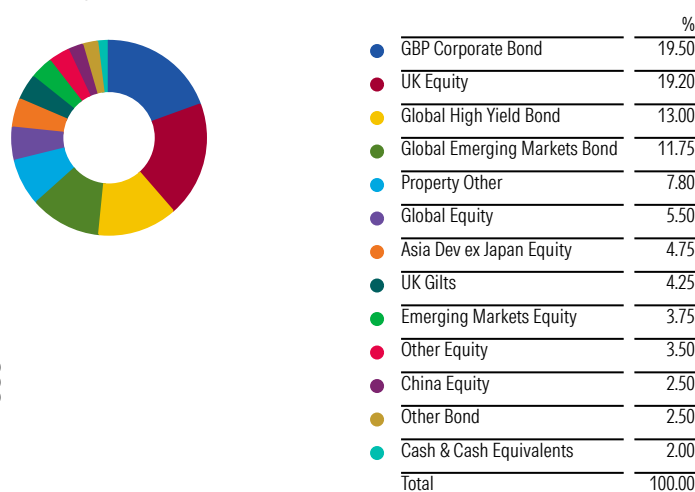 %
GBP Corporate Bond 19.50
UK Equity 19.20
Global High Yield Bond 13.00
Global Emerging Markets Bond 11.75
Property Other 7.80
Global Equity 5.50
Asia Dev ex Japan Equity 4.75
UK Gilts 4.25
Emerging Markets Equity 3.75
Other Equity 3.50
China Equity 2.50
Other Bond 2.50
Cash & Cash Equivalents 2.00
Total 100.00